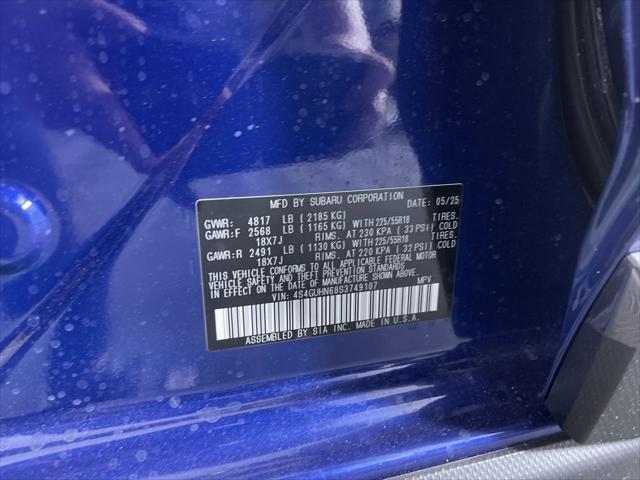 MFD BY SUBARU CORPORATION DATE: 05/25
GVWR: 4817 LB ( 2185 KG)
GAWR:F 2568 LB ( 1165 KG) WITH 225/55R18 TIRES.
18X7J RIMS. AT 230 KPA ( 33 PSI) COLD
GAWR:R 2491 LB ( 1130 KG) WITH 225/55R18 TIRES.
18X7J RIMS. AT 220 KPA ( 32 PSI) COLD
THIS VEHICLE CONFORMS TO ALL APPLICABLE FEDERAL MOTOR
VEHICLE SAFETY AND THEFT PREVENTION STANDARDS
IN EFFECT ON THE DATE OF MANUFACTURE SHOWN ABOVE.
VIN: 4S4GUHN68S3749107 MPV
ASSEMBLED BY SIA INC. MADE IN U.S.A.